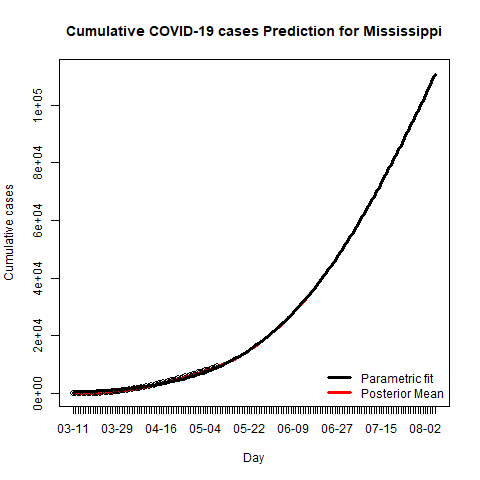 Cumulative COVID-19 cases Prediction for Mississippi
Cumulative cases
1e+05
8e+04
6e+04
4e+04
2e+04
0e+00
Parametric fit
Posterior Mean
03-11 03-29 04-16 05-04 05-22 06-09 06-27 07-15 08-02
Day